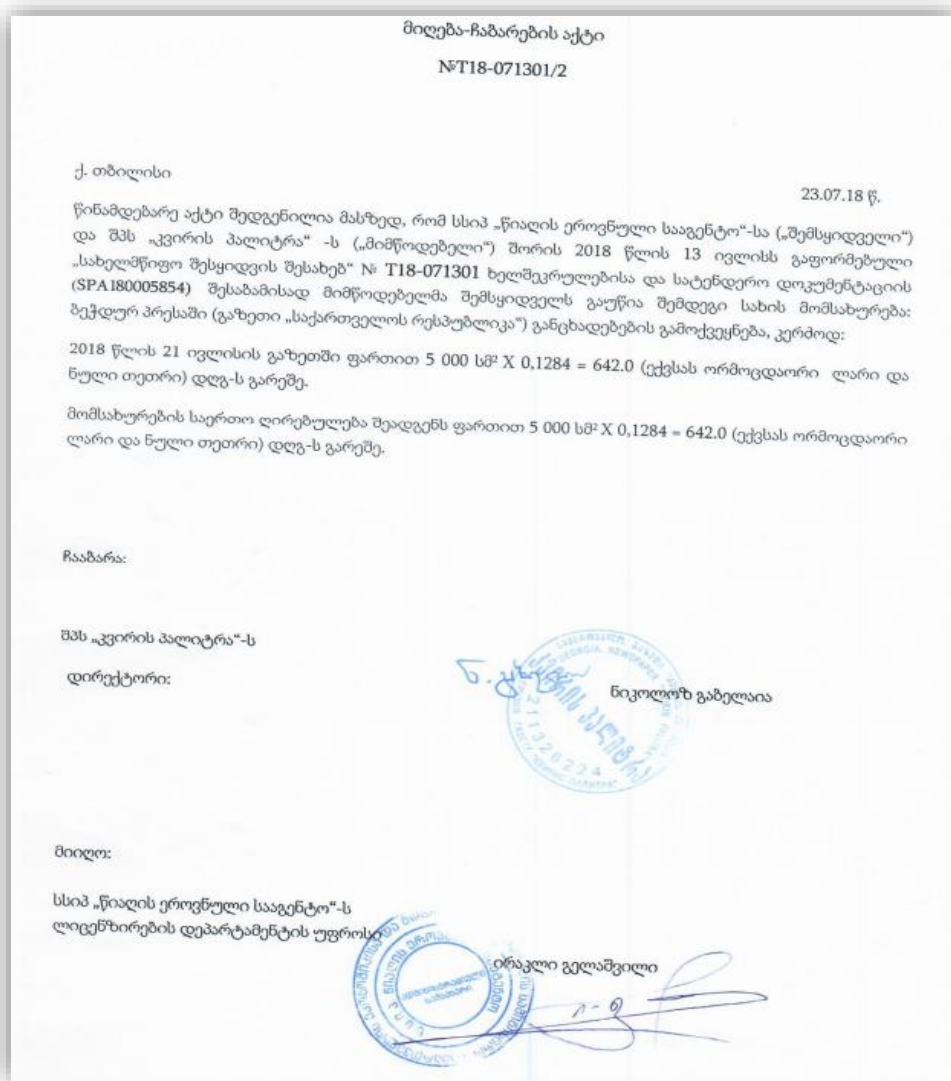 მიღება-ჩაბარების აქტი
№T18-071301/2
ქ. თბილისი
23.07.18 წ.
წინამდებარე აქტი შედგენილია მასზედ, რომ სსიპ „წიაღის ეროვნული სააგენტო“-სა („შემსყიდველი“)
და შპს „კვირის პალიტრა“ -ს („მიმწოდებელი“) შორის 2018 წლის 13 ივლისს გაფორმებული
„სახელმწიფო შესყიდვის შესახებ“ № T18-071301 ხელშეკრულებისა და სატენდერო დოკუმენტაციის
(SPA180005854) შესაბამისად მიმწოდებელმა შემსყიდველს გაუწია შემდეგი სახის მომსახურება:
ბეჭდურ პრესაში (გაზეთი „საქართველოს რესპუბლიკა“) განცხადებების გამოქვეყნება, კერძოდ:
2018 წლის 21 ივლისის გაზეთში ფართით 5 000 სმ² X 0,1284 = 642.0 (ექვსას ორმოცდაორი ლარი და
ნული თეთრი) დღგ-ს გარეშე.
მომსახურების საერთო ღირებულება შეადგენს ფართით 5 000 სმ² X 0,1284 = 642.0 (ექვსას ორმოცდაორი
ლარი და ნული თეთრი) დღგ-ს გარეშე.
ჩააბარა:
შპს „კვირის პალიტრა“-ს
დირექტორი:
ნიკოლოზ გაბელაია
კვირის პალიტრა
211326224
მიიღო:
სსიპ „წიაღის ეროვნული სააგენტო“-ს
ლიცენზირების დეპარტამენტის უფროსი
ირაკლი გელაშვილი